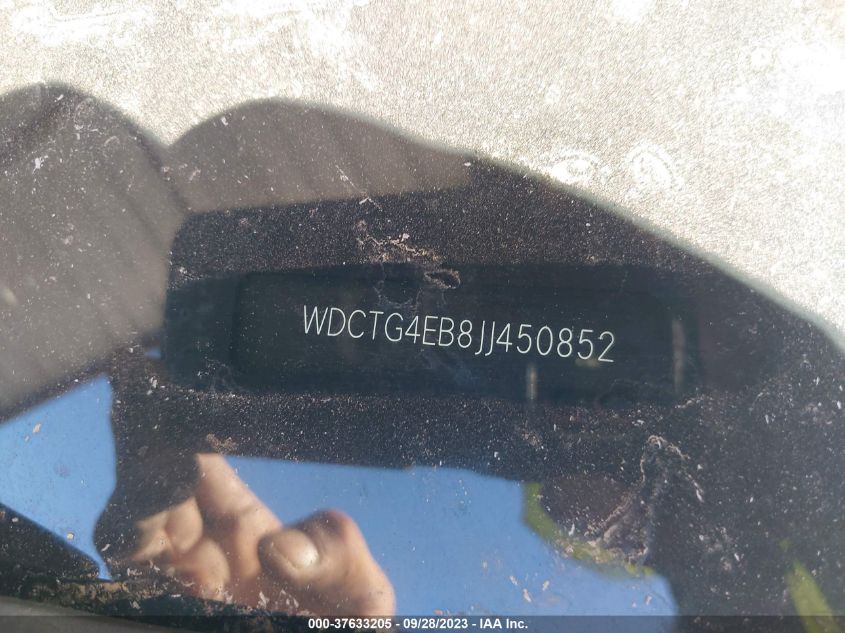 WDCTG4EB8JJ450852
000-37633205 - 09/28/2023 - IAA Inc.